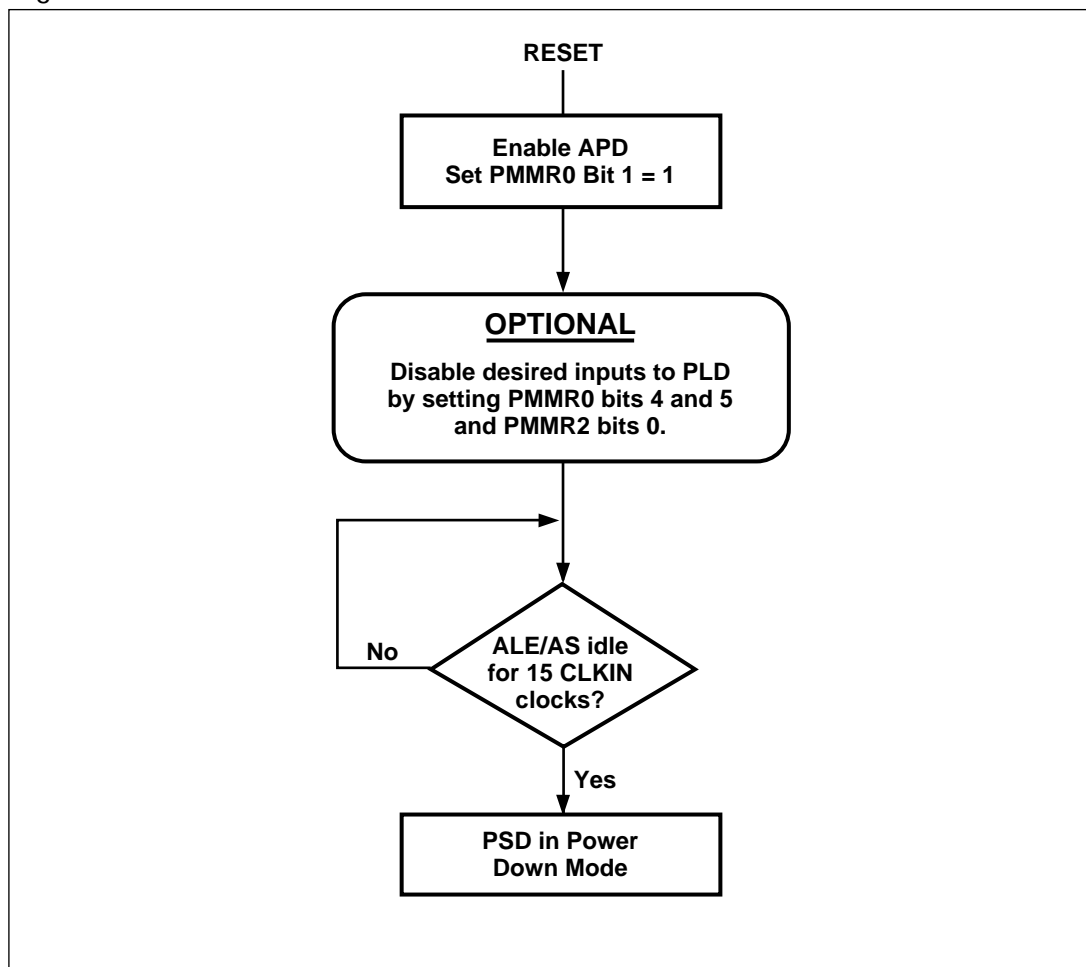 RESET
Enable APD
Set PMMR0 Bit 1 = 1
OPTIONAL
Disable desired inputs to PLD
by setting PMMR0 bits 4 and 5
and PMMR2 bits 0.
No
ALE/AS idle
for 15 CLKIN
clocks?
Yes
PSD in Power
Down Mode